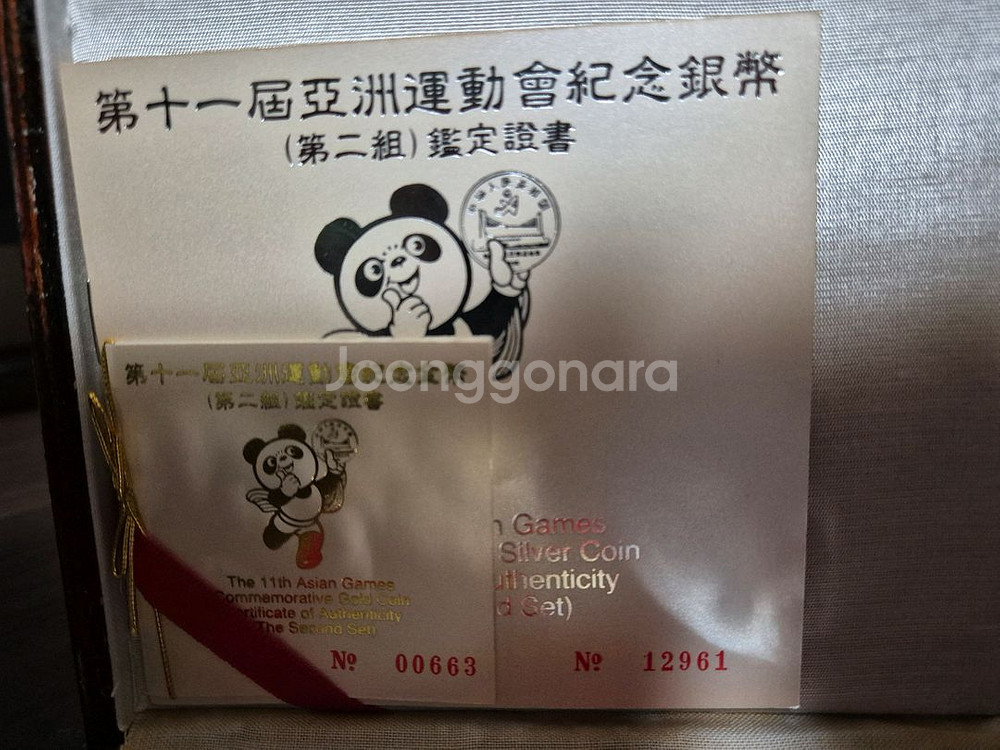 第十一屆亞洲運動會紀念銀幣
(第二組)鑑定證書
Joonggonara
第十一屆亞洲運動會
(第二組)鑑定證書
The 11th Asian Games
Commemorative Gold Coin
Certificate of Authenticity
(The Second Set)
№ 00663
Games
Silver Coin
uthenticity
d Set)
№ 12961